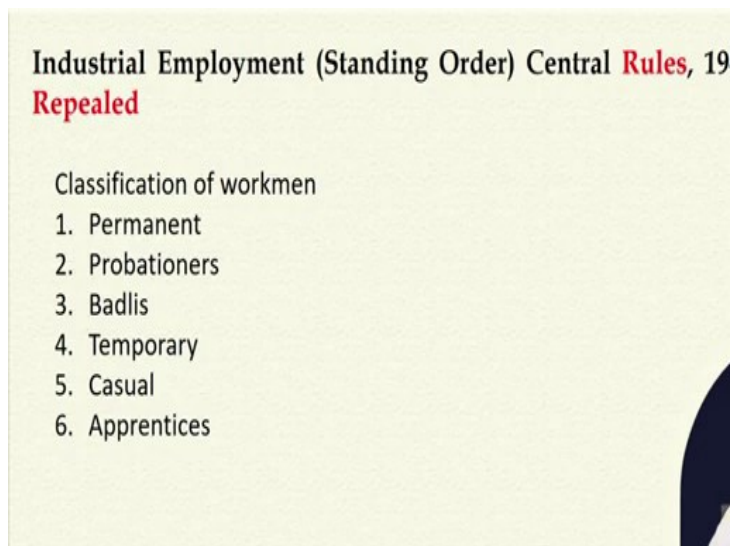 Industrial Employment (Standing Order) Central Rules, 19
Repealed
Classification of workmen
1. Permanent
2. Probationers
3. Badlis
4. Temporary
5. Casual
6. Apprentices